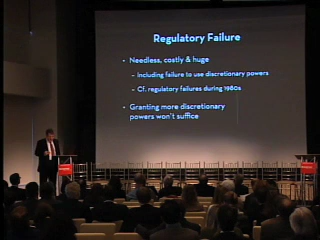 Regulatory Failure
• Needless, costly & huge
– including failure to use discretionary powers
– Cf. regulatory failures during 1980s
• Granting more discretionary
powers won't suffice